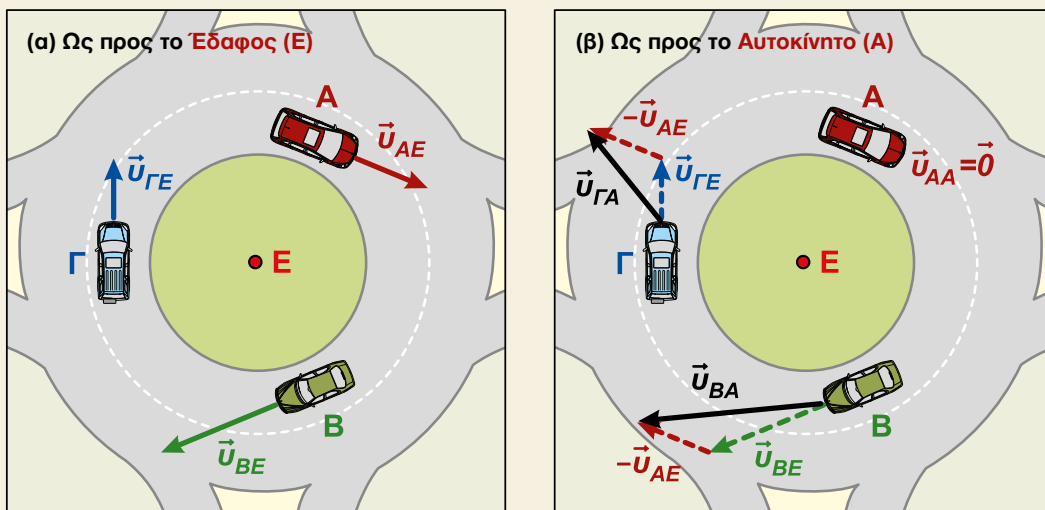 (α) Ως προς το Έδαφος (Ε)
Α
υ⃗ΑΕ
υ⃗ΓΕ
Γ
Ε
Β
υ⃗ΒΕ
(β) Ως προς το Αυτοκίνητο (Α)
Α
−υ⃗ΑΕ
υ⃗ΑΑ=0⃗
υ⃗ΓΕ
υ⃗ΓΑ
Γ
Ε
υ⃗ΒΑ
Β
υ⃗ΒΕ
−υ⃗ΑΕ